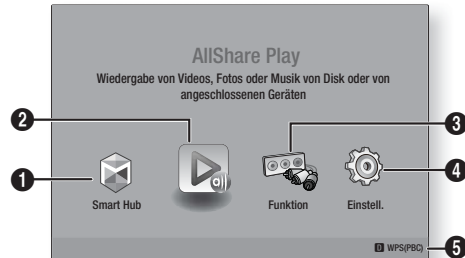 AllShare Play
Wiedergabe von Videos, Fotos oder Musik von Disk oder von
angeschlossenen Geräten
2
3
1
4
all
Smart Hub
Funktion
Einstell.
D WPS(PBC)
5